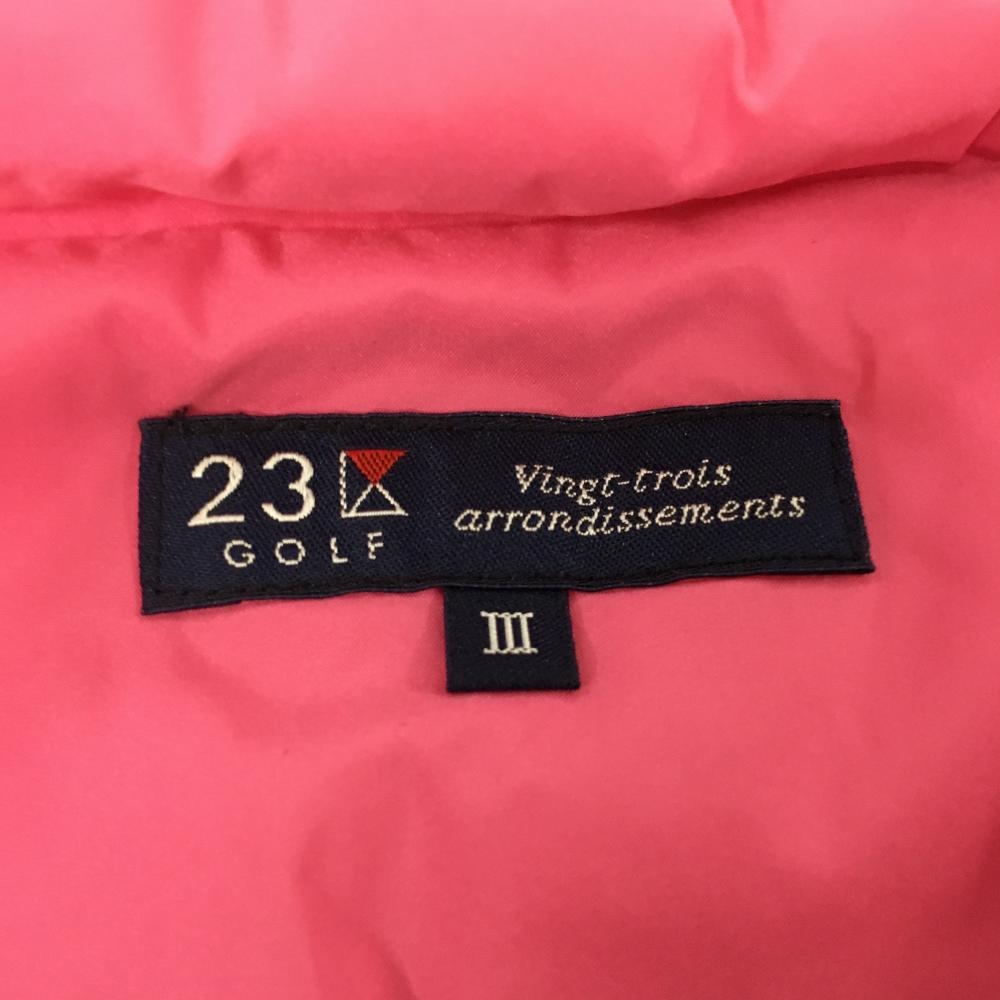 23
GOLF
Vingt-trois
arrondissements
III